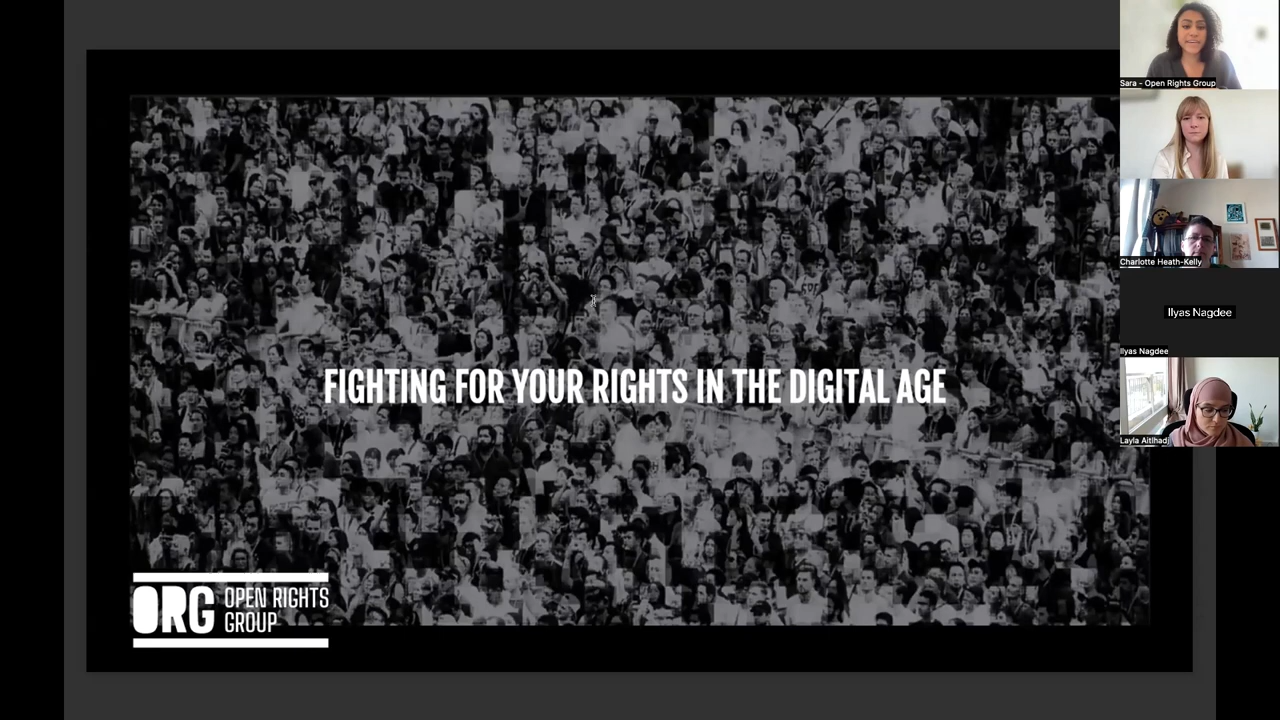 FIGHTING FOR YOUR RIGHTS IN THE DIGITAL AGE
ORG
OPEN RIGHTS
GROUP
Sara - Open Rights Group
Charlotte Heath-Kelly
Ilyas Nagdee
Ilyas Nagdee
Layla Aitlhadj